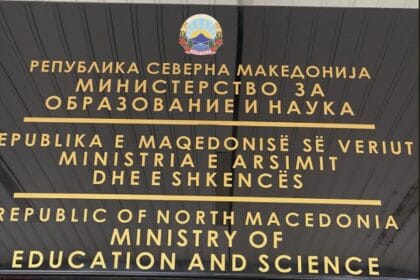 РЕПУБЛИКА СЕВЕРНА МАКЕДОНИЈА
МИНИСТЕРСТВО ЗА
ОБРАЗОВАНИЕ И НАУКА
EPUBLIKA E MAQEDONISË SË VERIUT
MINISTRIA E ARSIMIT
DHE E SHKENCËS
REPUBLIC OF NORTH MACEDONIA
MINISTRY OF
EDUCATION AND SCIENCE